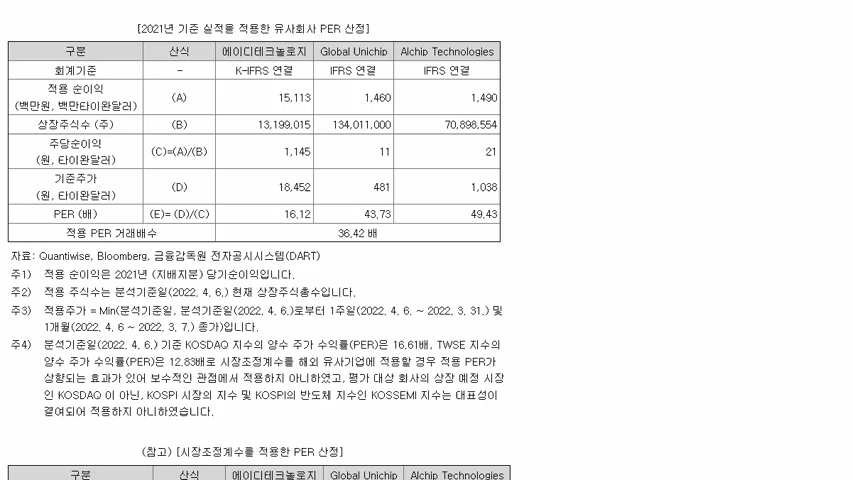 [2021년 기준 실적을 적용한 유사회사 PER 산정]
구분 산식 에이디테크놀로지 Global Unichip Alchip Technologies
회계기준 - K-IFRS 연결 IFRS 연결 IFRS 연결
적용 순이익
(백만원, 백만타이완달러) (A) 15,113 1,460 1,490
상장주식수 (주) (B) 13,199,015 134,011,000 70,898,554
주당순이익
(원, 타이완달러) (C)=(A)/(B) 1,145 11 21
기준주가
(원, 타이완달러) (D) 18,452 481 1,038
PER (배) (E)= (D)/(C) 16.12 43.73 49.43
적용 PER 거래배수 36.42 배
자료: Quantiwise, Bloomberg, 금융감독원 전자공시시스템(DART)
주1) 적용 순이익은 2021년 (지배지분) 당기순이익입니다.
주2) 적용 주식수는 분석기준일(2022. 4. 6.) 현재 상장주식총수입니다.
주3) 적용주가 = Min(분석기준일, 분석기준일(2022. 4. 6.)로부터 1주일(2022. 4. 6. ~ 2022. 3. 31.) 및
1개월(2022. 4. 6 ~ 2022. 3. 7.) 종가)입니다.
주4) 분석기준일(2022. 4. 6.) 기준 KOSDAQ 지수의 양수 주가 수익률(PER)은 16.61배, TWSE 지수의
양수 주가 수익률(PER)은 12.83배로 시장조정계수를 해외 유사기업에 적용할 경우 적용 PER가
상향되는 효과가 있어 보수적인 관점에서 적용하지 아니하였고, 평가 대상 회사의 상장 예정 시장
인 KOSDAQ 이 아닌, KOSPI 시장의 지수 및 KOSPI의 반도체 지수인 KOSSEMI 지수는 대표성이
결여되어 적용하지 아니하였습니다.
(참고) [시장조정계수를 적용한 PER 산정]
구분 산식 에이디테크놀로지 Global Unichip Alchip Technologies